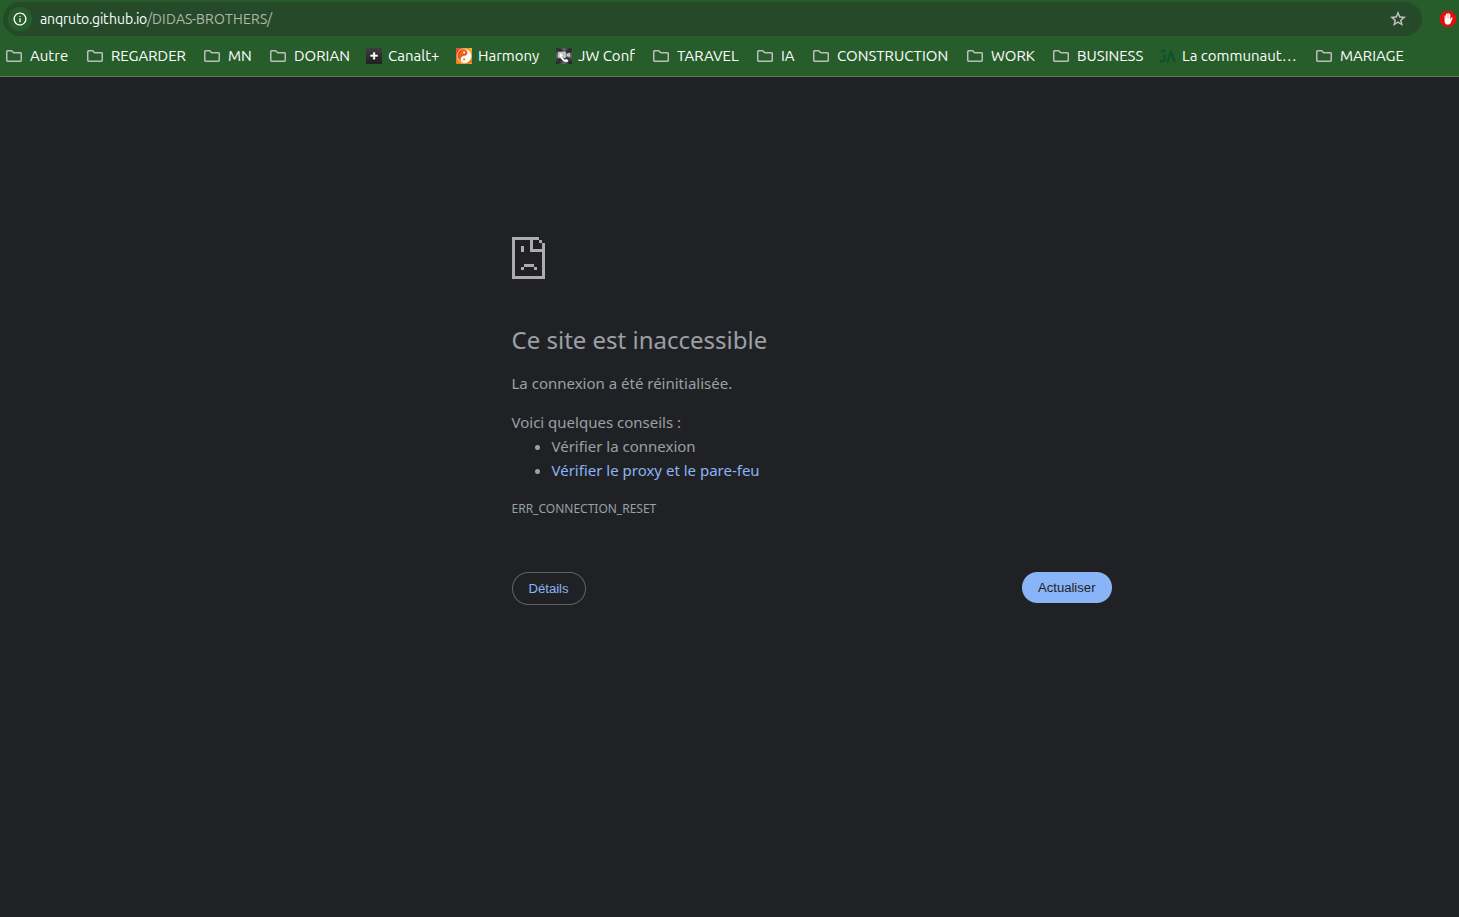 anqruto.github.io/DIDAS-BROTHERS/
Autre REGARDER MN DORIAN Canalt+ Harmony JW Conf TARAVEL IA CONSTRUCTION WORK BUSINESS La communaut... MARIAGE
Ce site est inaccessible
La connexion a été réinitialisée.
Voici quelques conseils :
Vérifier la connexion
Vérifier le proxy et le pare-feu
ERR_CONNECTION_RESET
Détails Actualiser